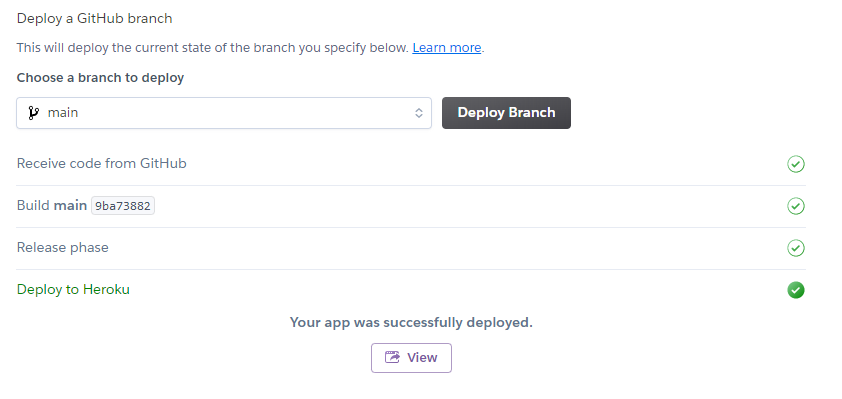 Deploy a GitHub branch
This will deploy the current state of the branch you specify below. Learn more.
Choose a branch to deploy
main
Deploy Branch
Receive code from GitHub
Build main 9ba73882
Release phase
Deploy to Heroku
Your app was successfully deployed.
View